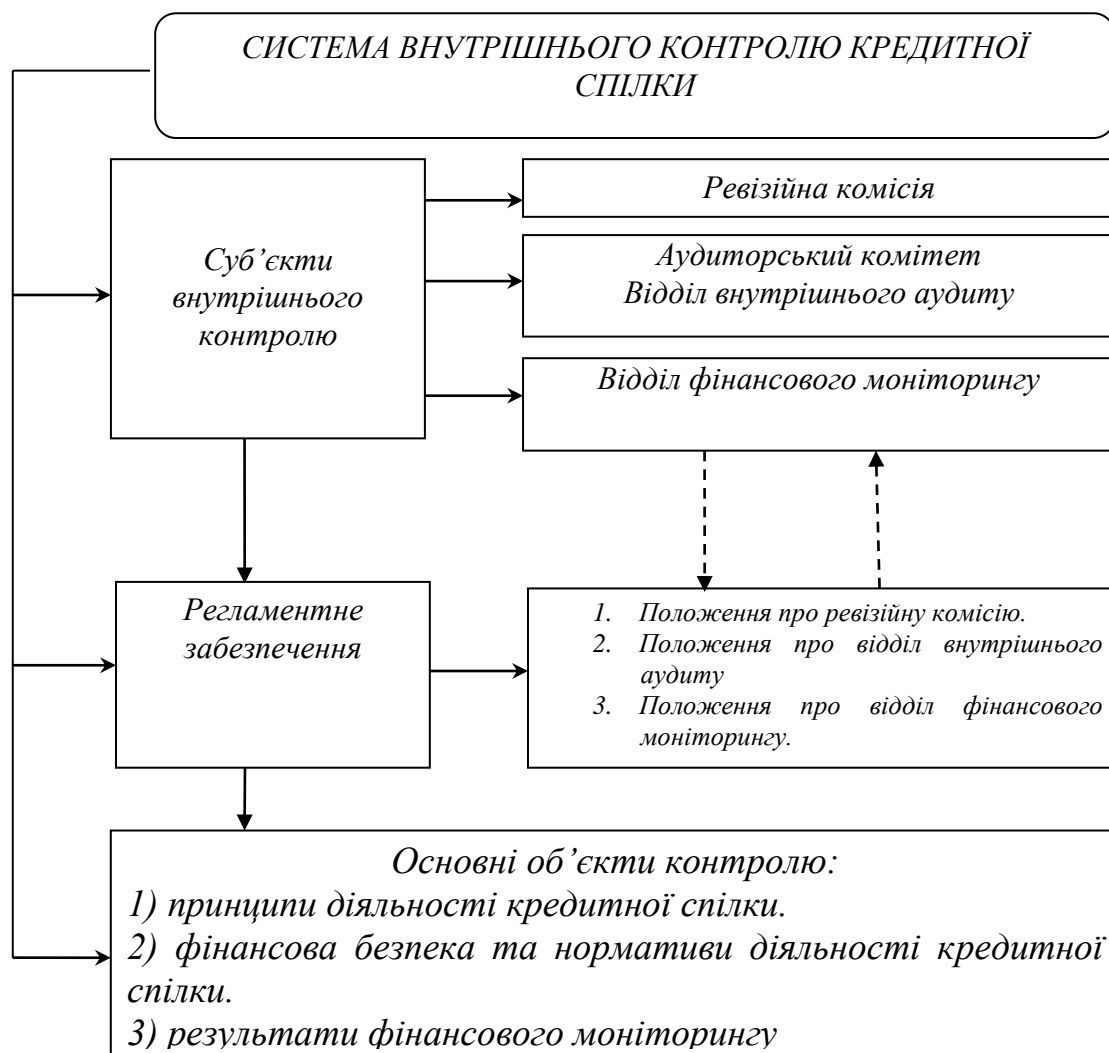 СИСТЕМА ВНУТРІШНЬОГО КОНТРОЛЮ КРЕДИТНОЇ
СПІЛКИ
Суб’єкти
внутрішнього
контролю
Ревізійна комісія
Аудиторський комітет
Відділ внутрішнього аудиту
Відділ фінансового моніторингу
Регламентне
забезпечення
1. Положення про ревізійну комісію.
2. Положення про відділ внутрішнього
аудиту
3. Положення про відділ фінансового
моніторингу.
Основні об’єкти контролю:
1) принципи діяльності кредитної спілки.
2) фінансова безпека та нормативи діяльності кредитної
спілки.
3) результати фінансового моніторингу